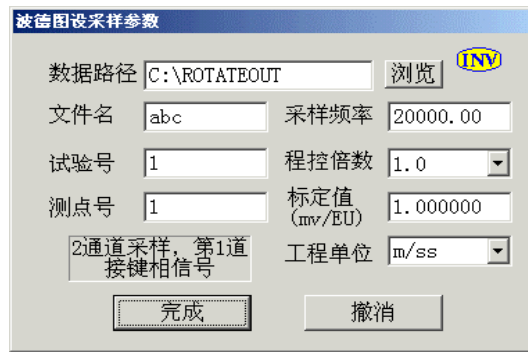 波德图设采样参数
数据路径 C:\ROTATEOUT 浏览 INV
文件名 abc 采样频率 20000.00
试验号 1 程控倍数 1.0
测点号 1 标定值 (mv/EU) 1.000000
2通道采样，第1道
接键相信号
工程单位 m/ss
完成 撤消